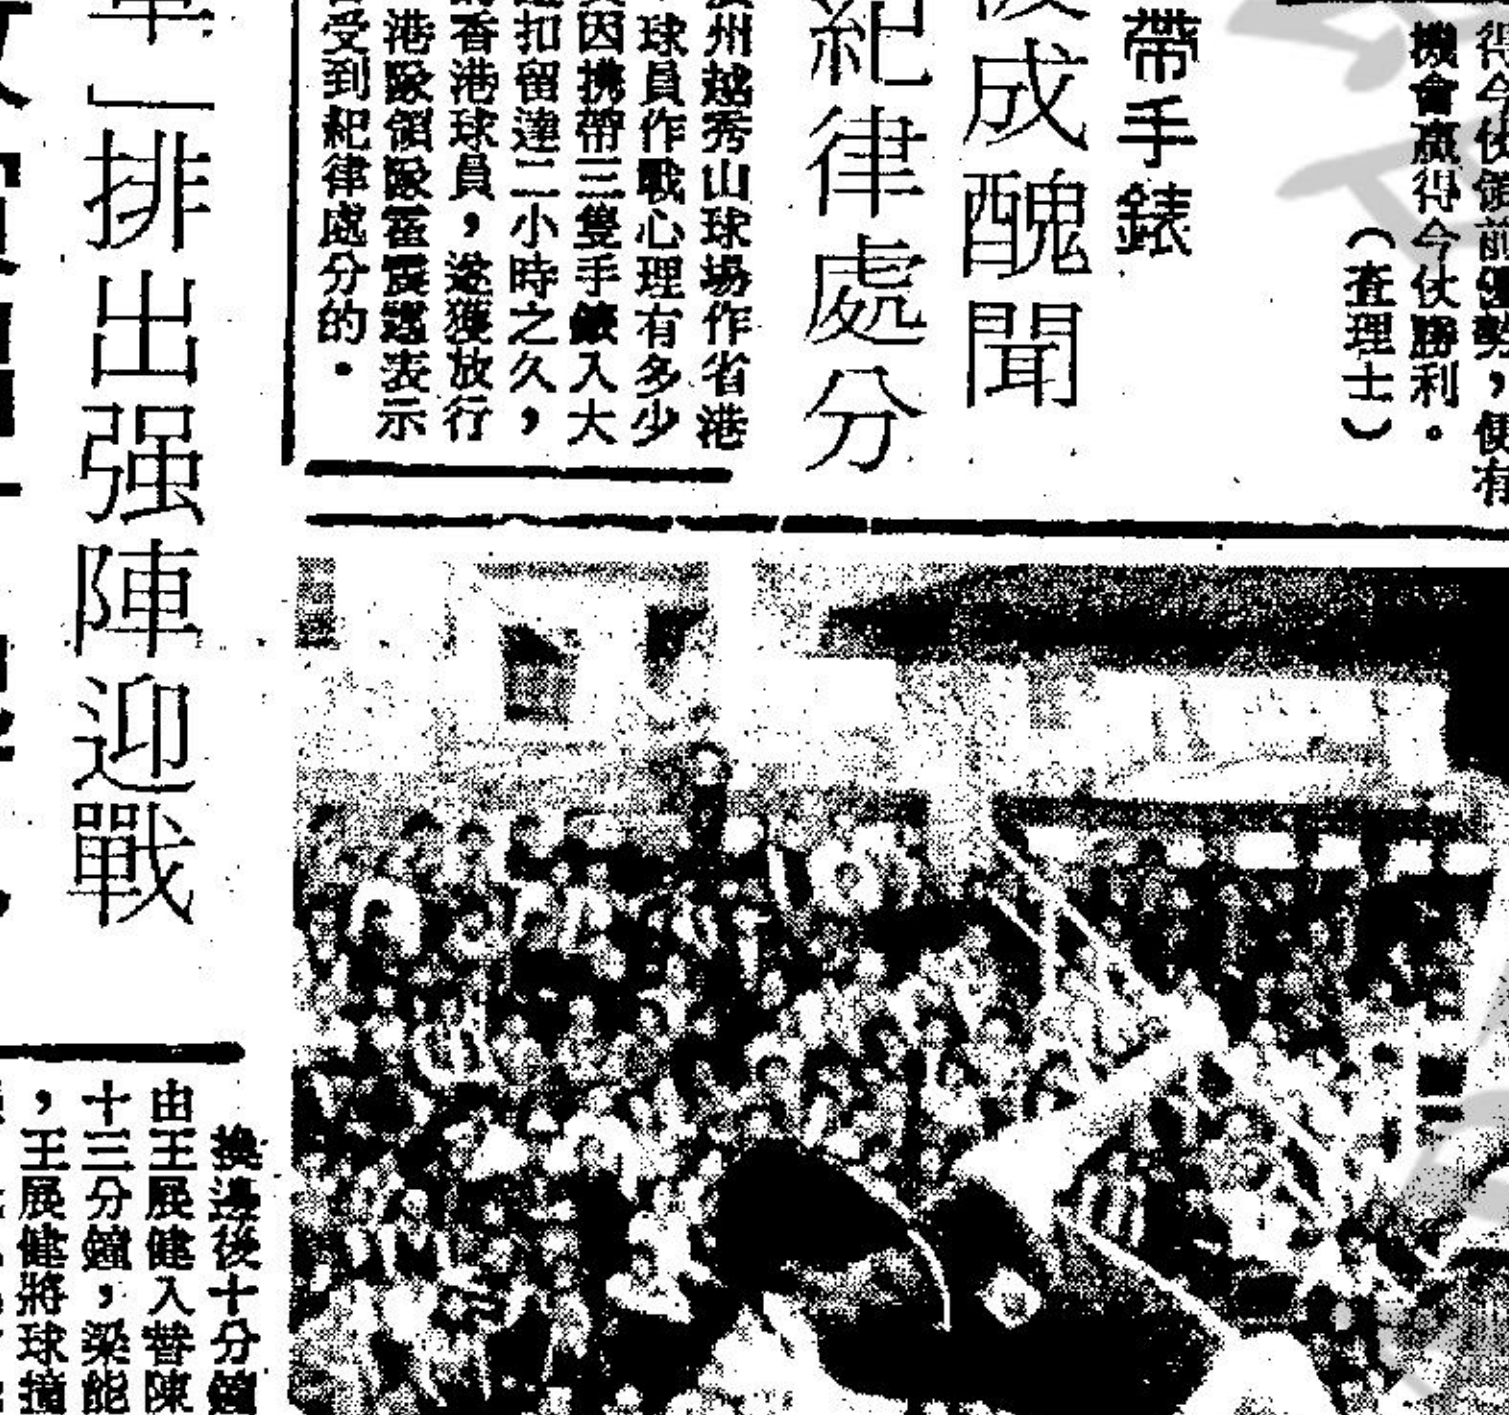 得今仗領前優勢，便有
機會贏得今仗勝利。
（査理士）
帶手錶
成醜聞
紀律處分
州越秀山球場作省港
球員作戰心理有多少
因携帶三隻手錶入大
扣留達二小時之久，
香港球員，遂獲放行
港隊領隊霍震霆表示
受到紀律處分的．
排出强陣迎戰
換邊後十分鐘
由王展健入替陳
十三分鐘，梁能
，王展健將球撞